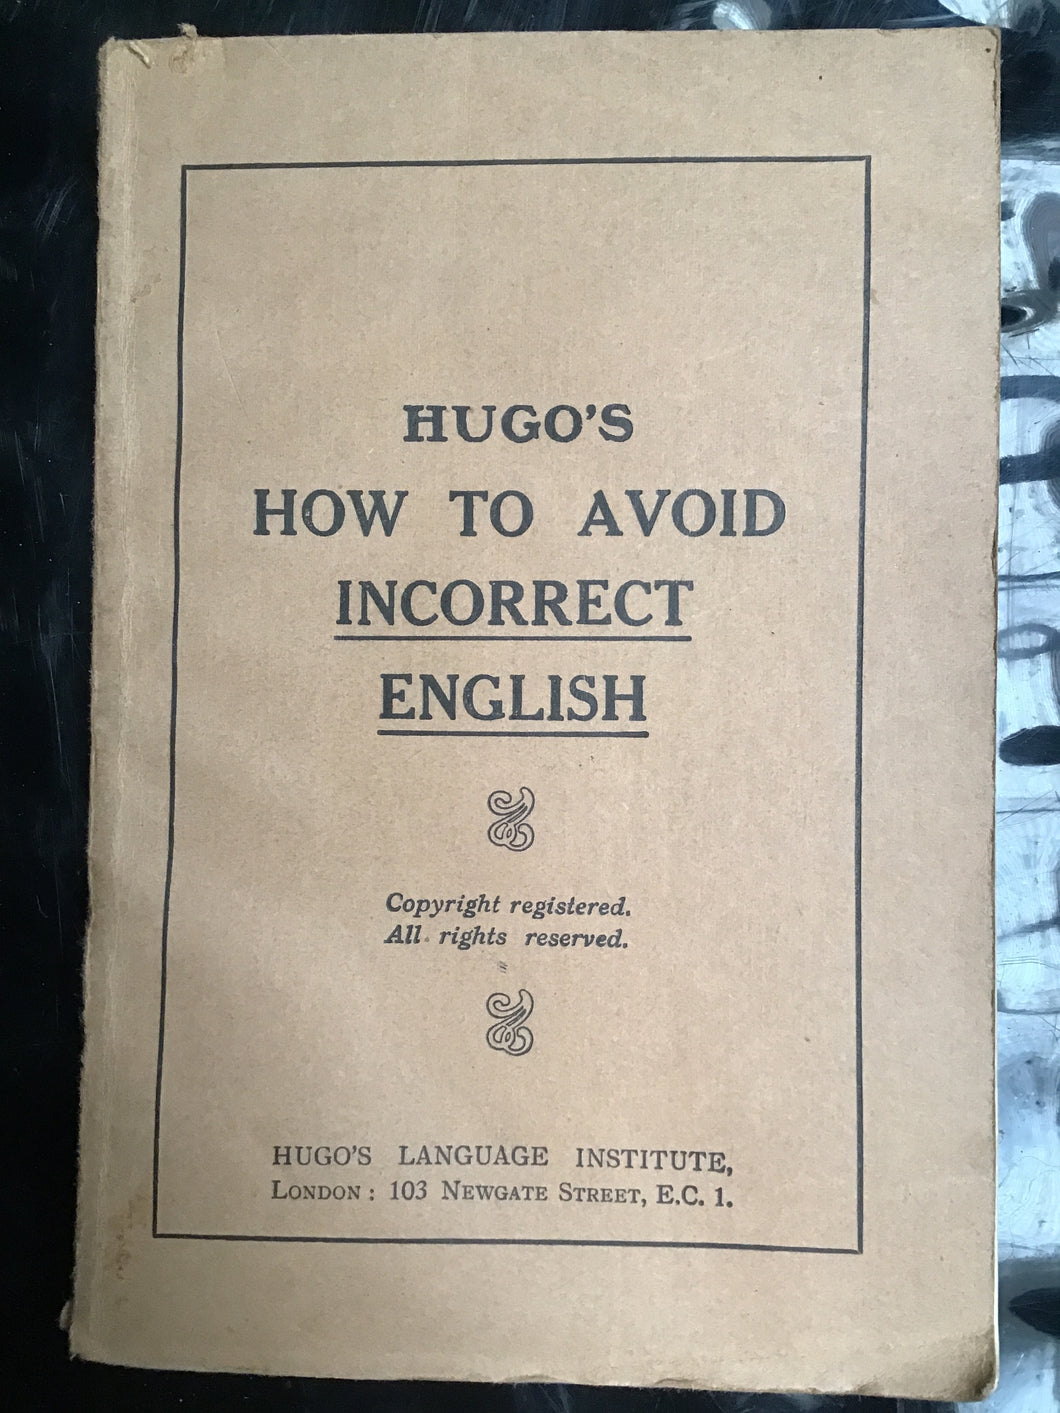 HUGO'S
HOW TO AVOID
INCORRECT
ENGLISH
Copyright registered.
All rights reserved.
HUGO'S LANGUAGE INSTITUTE,
LONDON: 103 NEWGATE STREET, E.C. 1.